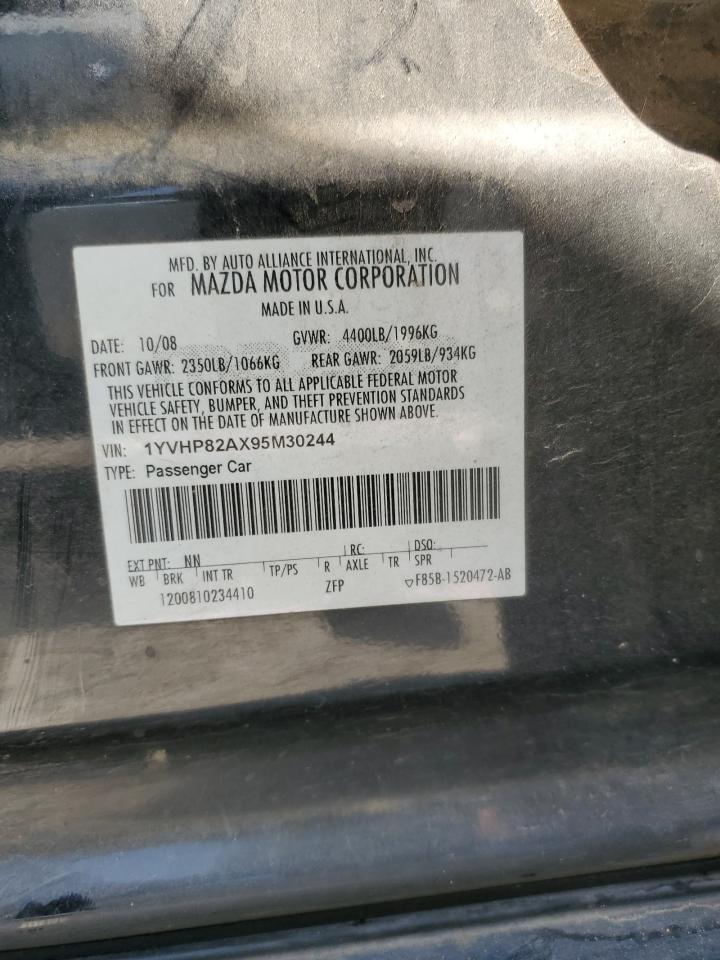 MFD. BY AUTO ALLIANCE INTERNATIONAL, INC.
FOR MAZDA MOTOR CORPORATION
MADE IN U.S.A.
DATE: 10/08 GVWR: 4400LB/1996KG
FRONT GAWR: 2350LB/1066KG REAR GAWR: 2059LB/934KG
THIS VEHICLE CONFORMS TO ALL APPLICABLE FEDERAL MOTOR
VEHICLE SAFETY, BUMPER, AND THEFT PREVENTION STANDARDS
IN EFFECT ON THE DATE OF MANUFACTURE SHOWN ABOVE.
VIN: 1YVHP82AX95M30244
TYPE: Passenger Car
EXT PNT: NN RC: DSO:
WB BRK INT TR TP/PS R AXLE TR SPR
1200810234410 ZFP ▽F85B-1520472-AB